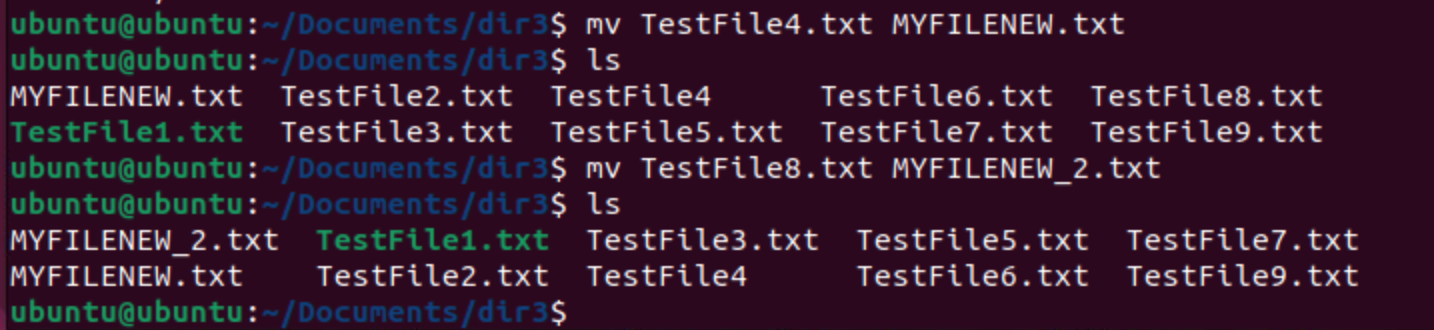 ubuntu@ubuntu:~/Documents/dir3$ mv TestFile4.txt MYFILENEW.txt
ubuntu@ubuntu:~/Documents/dir3$ ls
MYFILENEW.txt  TestFile2.txt  TestFile4      TestFile6.txt  TestFile8.txt
TestFile1.txt  TestFile3.txt  TestFile5.txt  TestFile7.txt  TestFile9.txt
ubuntu@ubuntu:~/Documents/dir3$ mv TestFile8.txt MYFILENEW_2.txt
ubuntu@ubuntu:~/Documents/dir3$ ls
MYFILENEW_2.txt  TestFile1.txt  TestFile3.txt  TestFile5.txt  TestFile7.txt
MYFILENEW.txt    TestFile2.txt  TestFile4      TestFile6.txt  TestFile9.txt
ubuntu@ubuntu:~/Documents/dir3$